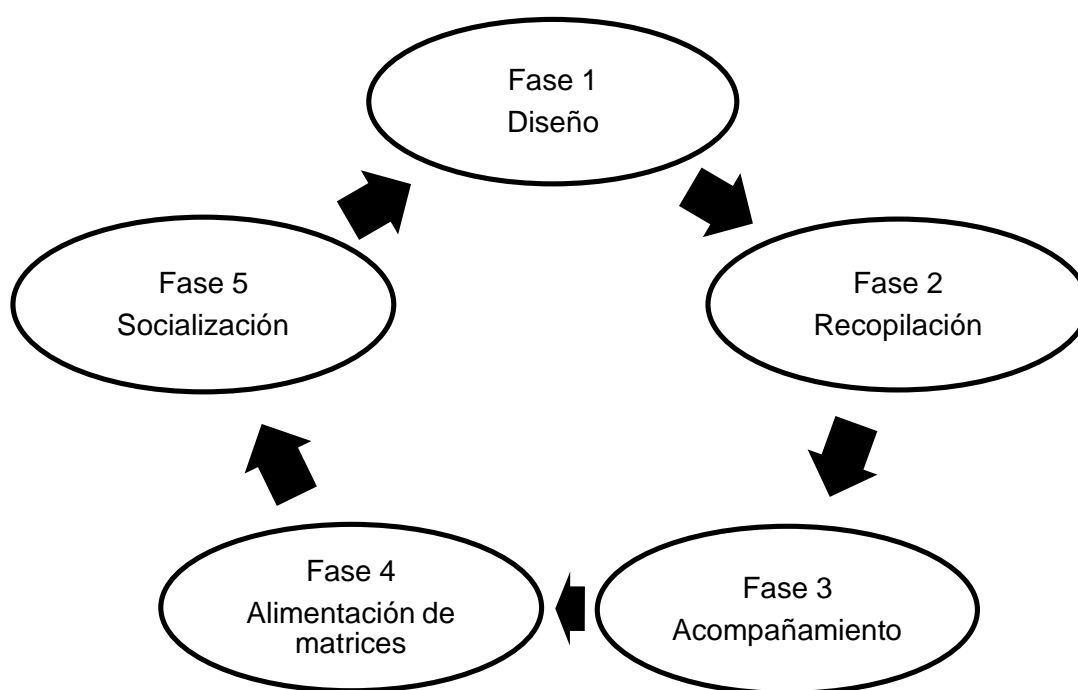 Fase 1
Diseño
Fase 2
Recopilación
Fase 3
Acompañamiento
Fase 4
Alimentación de
matrices
Fase 5
Socialización